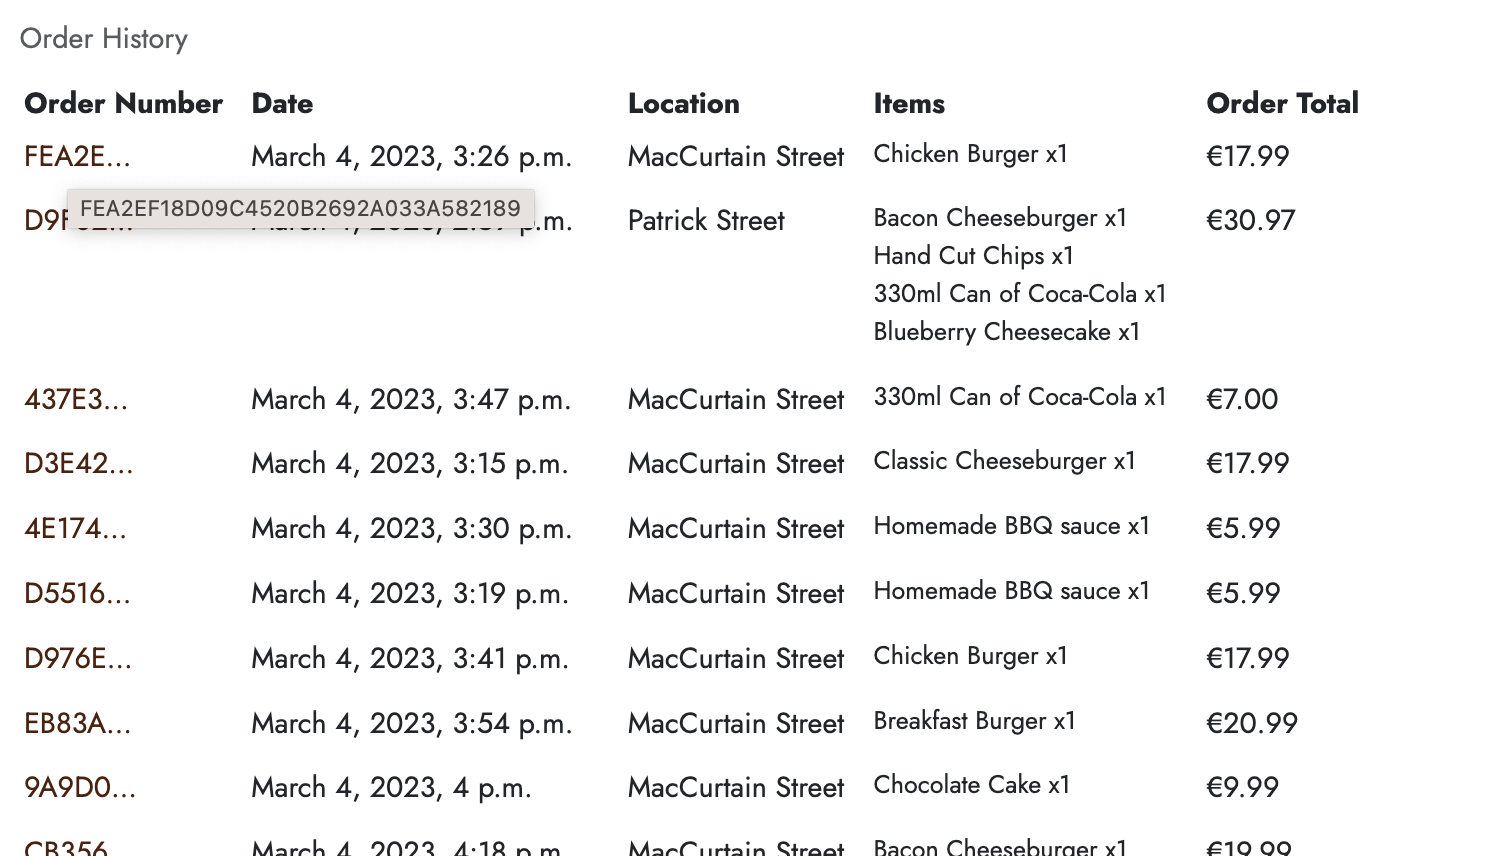 Order History
Order Number Date Location Items Order Total
FEA2E... March 4, 2023, 3:26 p.m. MacCurtain Street Chicken Burger x1 €17.99
FEA2EF18D09C4520B2692A033A582189
p.m. Patrick Street Bacon Cheeseburger x1 €30.97
Hand Cut Chips x1
330ml Can of Coca-Cola x1
Blueberry Cheesecake x1
437E3... March 4, 2023, 3:47 p.m. MacCurtain Street 330ml Can of Coca-Cola x1 €7.00
D3E42... March 4, 2023, 3:15 p.m. MacCurtain Street Classic Cheeseburger x1 €17.99
4E174... March 4, 2023, 3:30 p.m. MacCurtain Street Homemade BBQ sauce x1 €5.99
D5516... March 4, 2023, 3:19 p.m. MacCurtain Street Homemade BBQ sauce x1 €5.99
D976E... March 4, 2023, 3:41 p.m. MacCurtain Street Chicken Burger x1 €17.99
EB83A... March 4, 2023, 3:54 p.m. MacCurtain Street Breakfast Burger x1 €20.99
9A9D0... March 4, 2023, 4 p.m. MacCurtain Street Chocolate Cake x1 €9.99
CB356 March 4, 2023, 4:18 p.m. MacCurtain Street Bacon Cheeseburger x1 €19.99